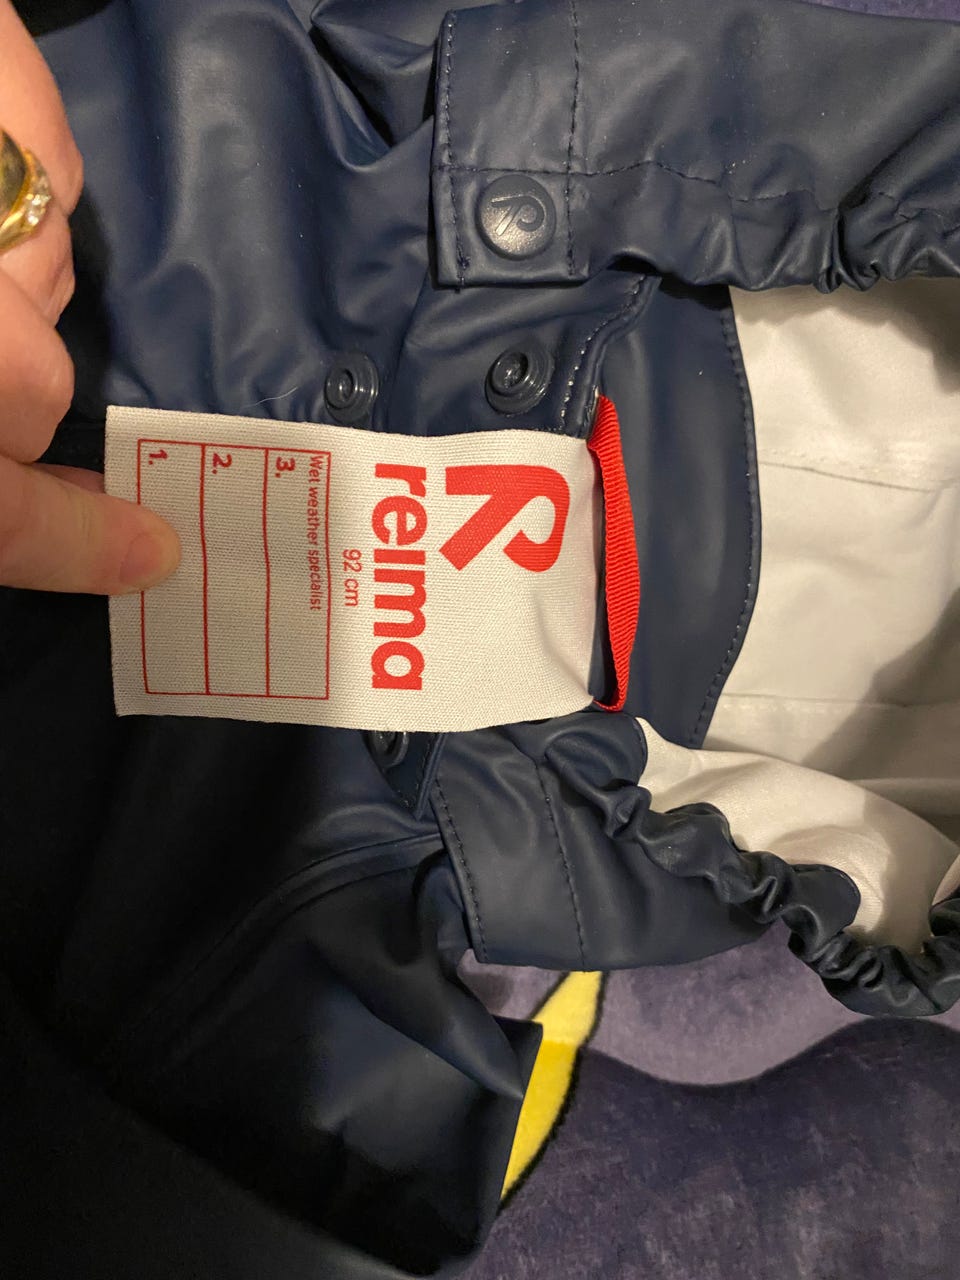 reima
92 cm
Wet weather specialist
3.
2.
1.